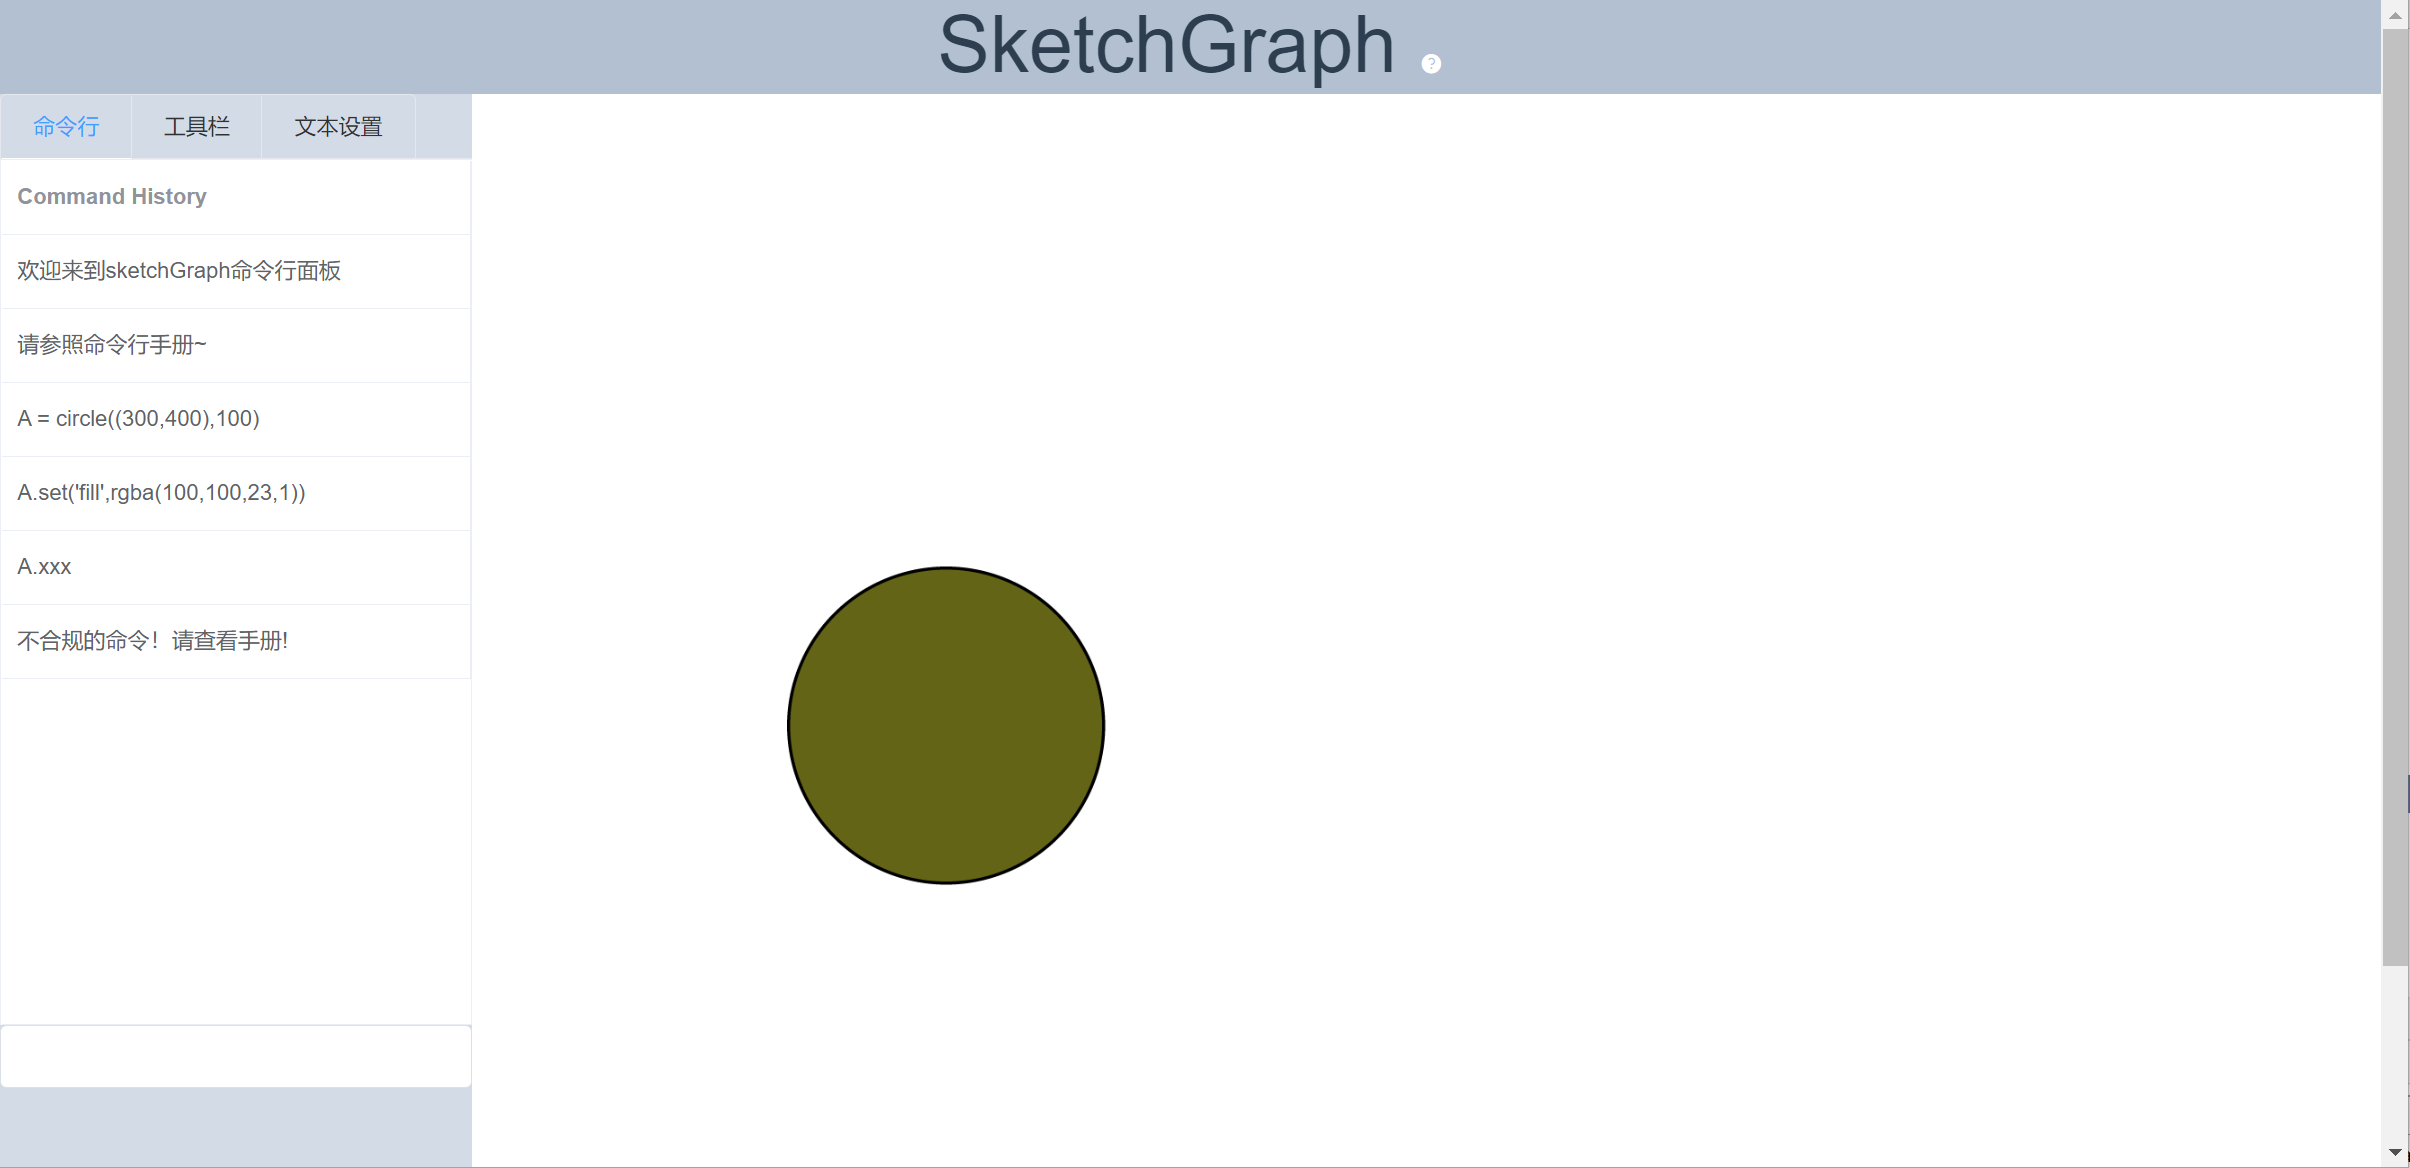 SketchGraph ?
命令行 工具栏 文本设置
Command History
欢迎来到sketchGraph命令行面板
请参照命令行手册~
A = circle((300,400),100)
A.set('fill',rgba(100,100,23,1))
A.xxx
不合规的命令！请查看手册!